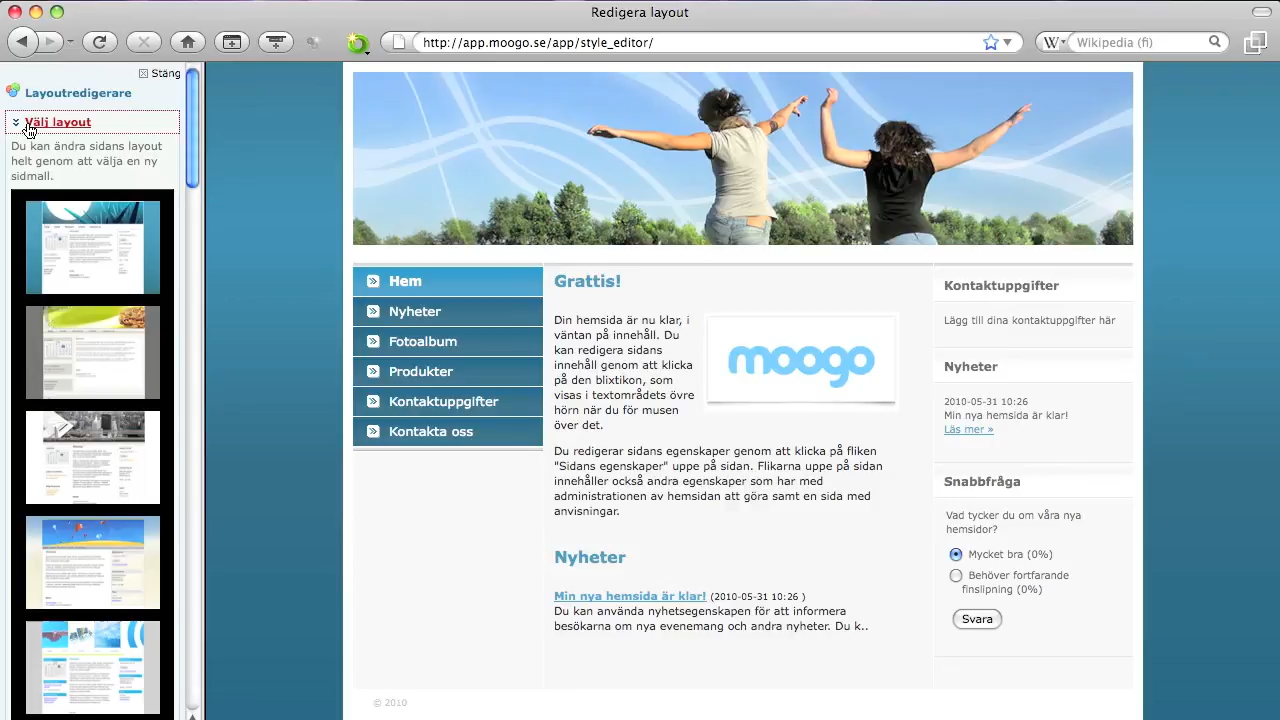 Redigera layout
http://app.moogo.se/app/style_editor/
W
Wikipedia (fi)
Stäng
Layoutredigerare
Välj layout
Du kan ändra sidans layout
helt genom att välja en ny
sidmall.
Hem
Nyheter
Fotoalbum
Produkter
Kontaktuppgifter
Kontakta oss
Grattis!
Din hemsida är nu klar, i
väntan på innehåll. Du
kan redigera sidans
innehåll genom att klicka
på den blixtikon, som
visas i textområdets övre
hörn när du för musen
över det.
moogo
redigerar sidans egenskaper genom att klicka på fliken
uppe på sidan. på sidan
innehåller också andra egenskaper som har med
administrationen av hemsidan att göra samt en sida med
anvisningar.
Nyheter
Min nya hemsida är klar! (2010-05-31 10:26 )
Du kan använda nyhetsegenskapen för att informera
besökarna om nya evenemang och andra nyheter. Du k..
Kontaktuppgifter
Lägg till dina kontaktuppgifter här
Nyheter
2010-05-31 10:26
Min nya hemsida är klar!
Läs mer »
Snabbfråga
Vad tycker du om våra nya
hemsidor?
Mycket bra (0%)
Behöver fortfarande
finslipning (0%)
Svara
© 2010